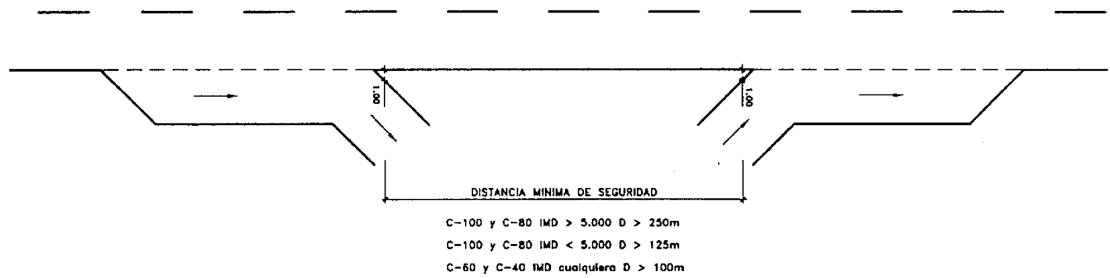 1.00
1.00
DISTANCIA MINIMA DE SEGURIDAD
C-100 y C-80 IMD > 5.000 D > 250m
C-100 y C-80 IMD < 5.000 D > 125m
C-60 y C-40 IMD cualquiera D > 100m